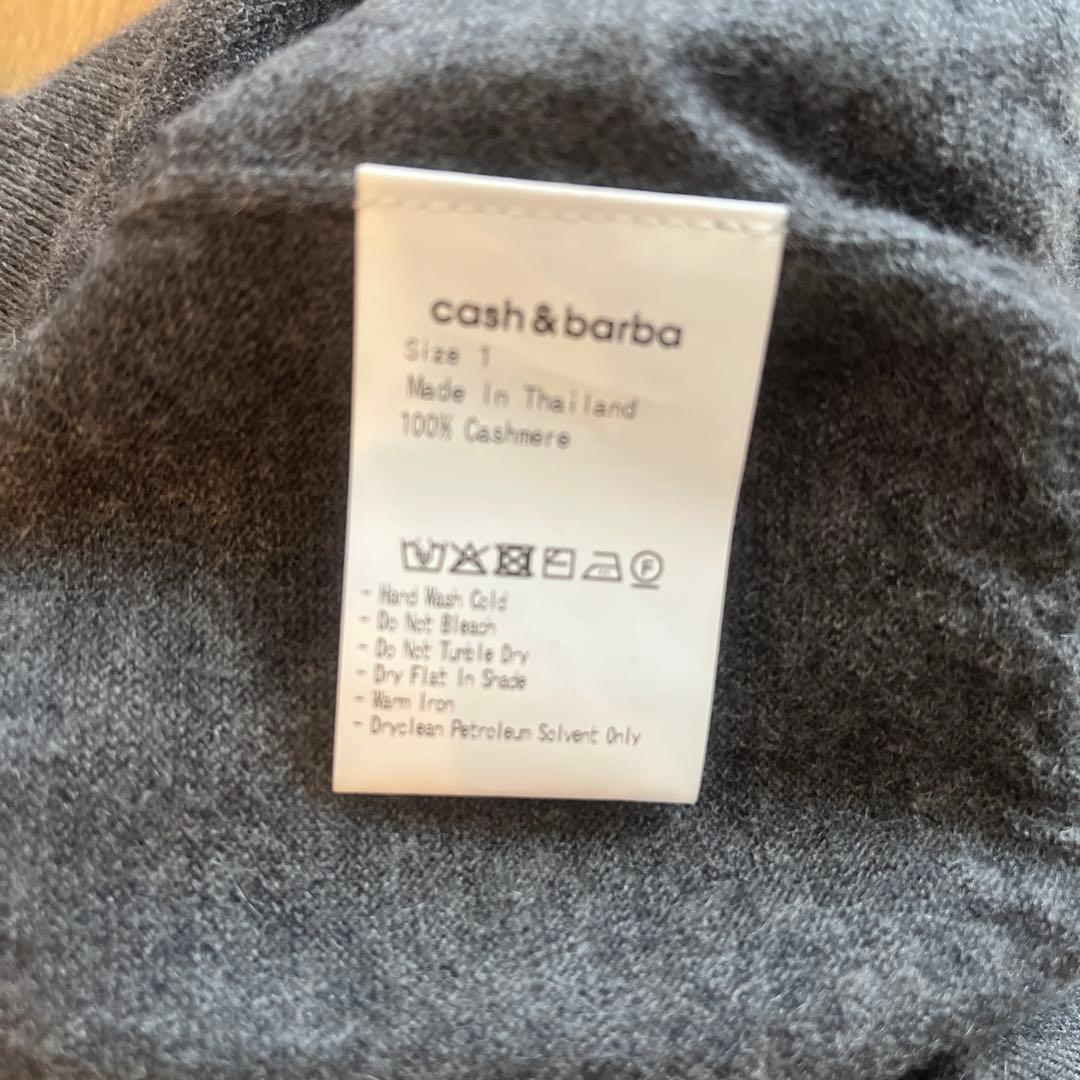 cash & barba
Size 1
Made In Thailand
100% Cashmere
F
- Hand Wash Cold
- Do Not Bleach
- Do Not Tumble Dry
- Dry Flat In Shade
- Warm Iron
- Dryclean Petroleum Solvent Only